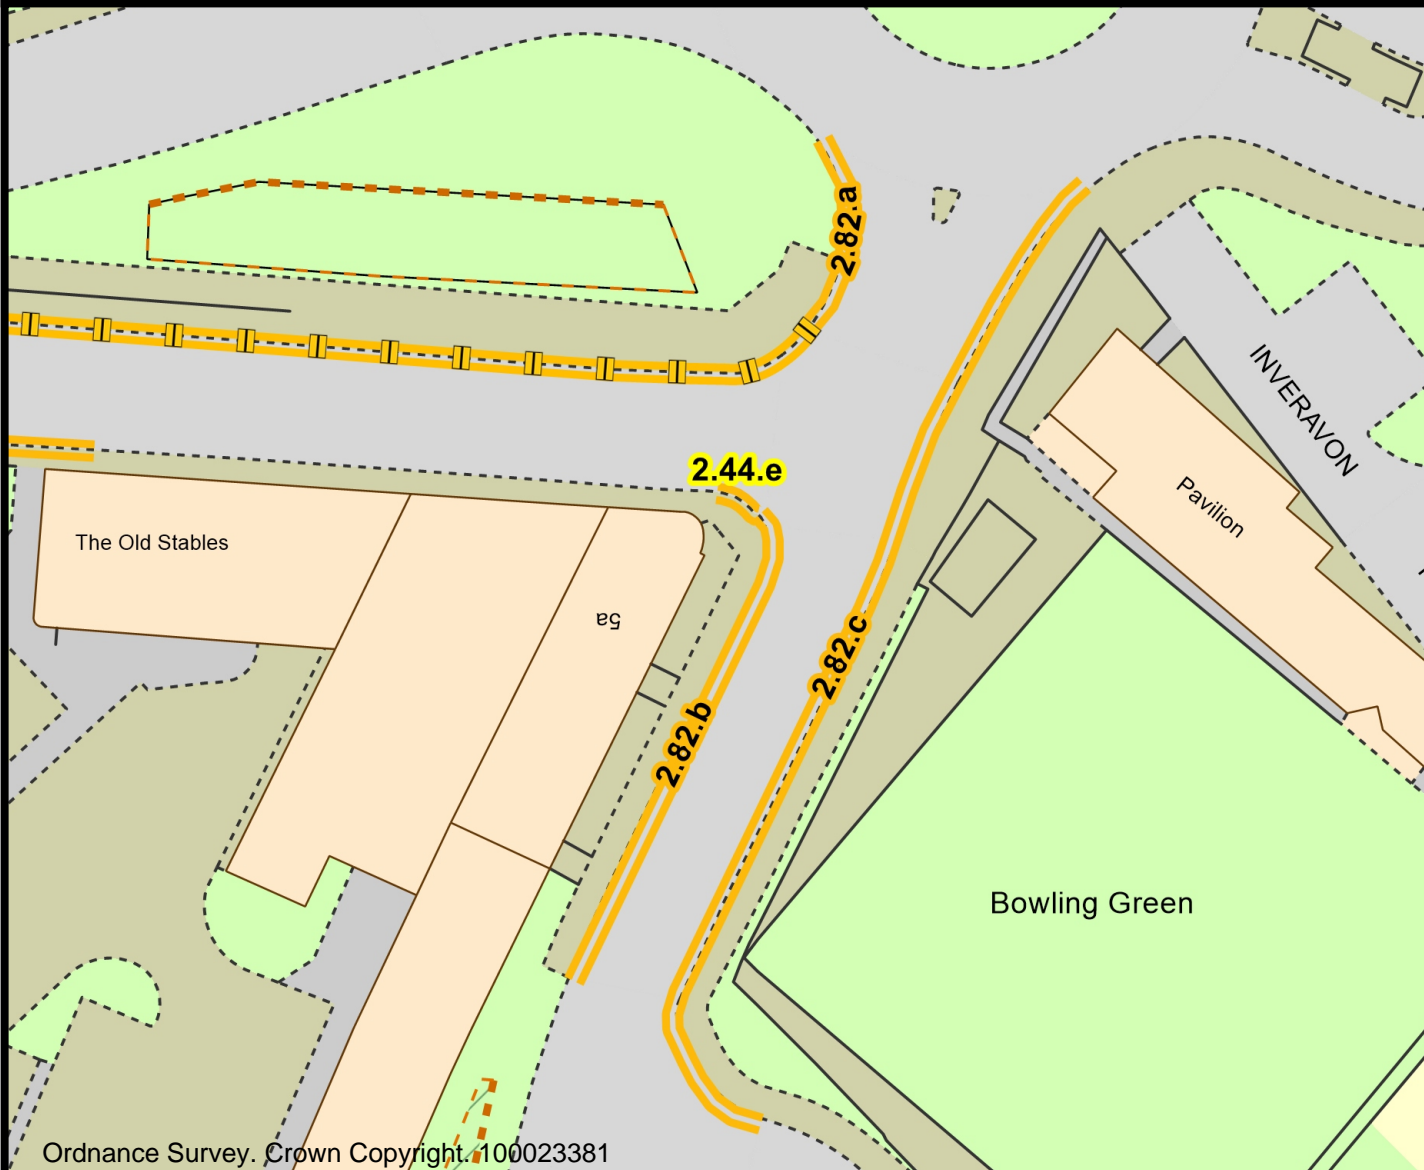 2.82.a
INVERAVON
2.44.e
Pavilion
The Old Stables
5a
2.82.c
2.82.b
Bowling Green
Ordnance Survey. Crown Copyright. 100023381